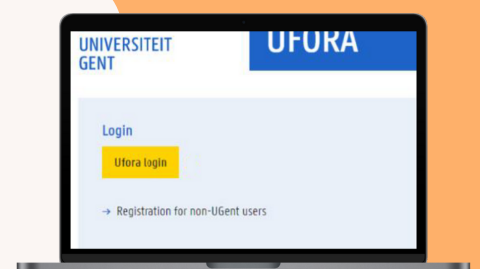 UNIVERSITEIT
GENT
UFORA
Login
Ufora login
→ Registration for non-UGent users